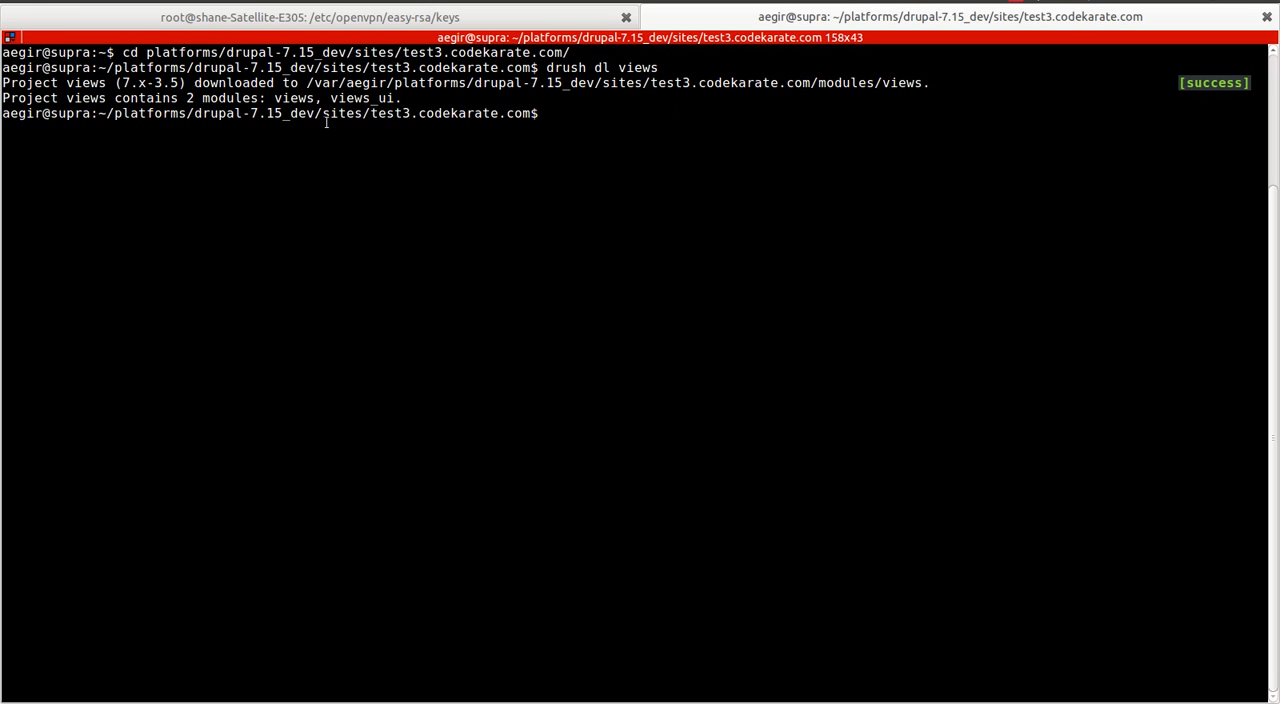 root@shane-Satellite-E305: /etc/openvpn/easy-rsa/keys
aegir@supra: ~/platforms/drupal-7.15_dev/sites/test3.codekarate.com
aegir@supra: ~/platforms/drupal-7.15_dev/sites/test3.codekarate.com 158x43
aegir@supra:~$ cd platforms/drupal-7.15_dev/sites/test3.codekarate.com/
aegir@supra:~/platforms/drupal-7.15_dev/sites/test3.codekarate.com$ drush dl views
Project views (7.x-3.5) downloaded to /var/aegir/platforms/drupal-7.15_dev/sites/test3.codekarate.com/modules/views. [success]
Project views contains 2 modules: views, views_ui.
aegir@supra:~/platforms/drupal-7.15_dev/sites/test3.codekarate.com$